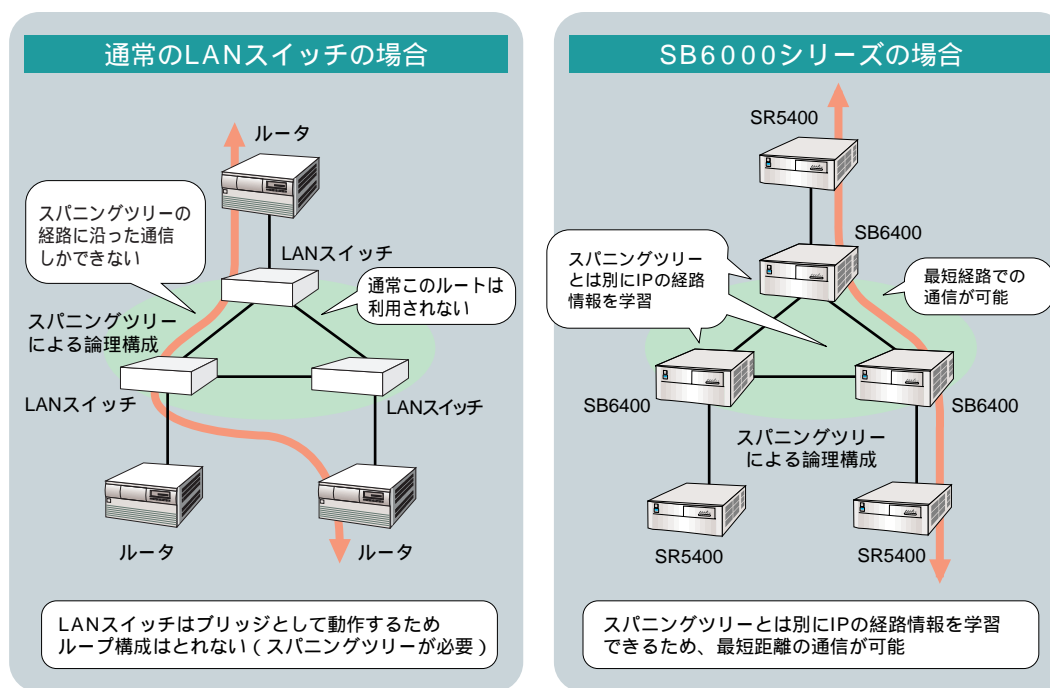 通常のLANスイッチの場合
ルータ
スパニングツリーの
経路に沿った通信
しかできない
LANスイッチ
通常このルートは
利用されない
スパニングツリー
による論理構成
LANスイッチ
LANスイッチ
ルータ
ルータ
LANスイッチはブリッジとして動作するため
ループ構成はとれない(スパニングツリーが必要)
SB6000シリーズの場合
SR5400
SB6400
スパニングツリー
とは別にIPの経路
情報を学習
最短経路での
通信が可能
SB6400
SB6400
スパニングツリー
による論理構成
SR5400
SR5400
スパニングツリーとは別にIPの経路情報を学習
できるため、最短距離の通信が可能